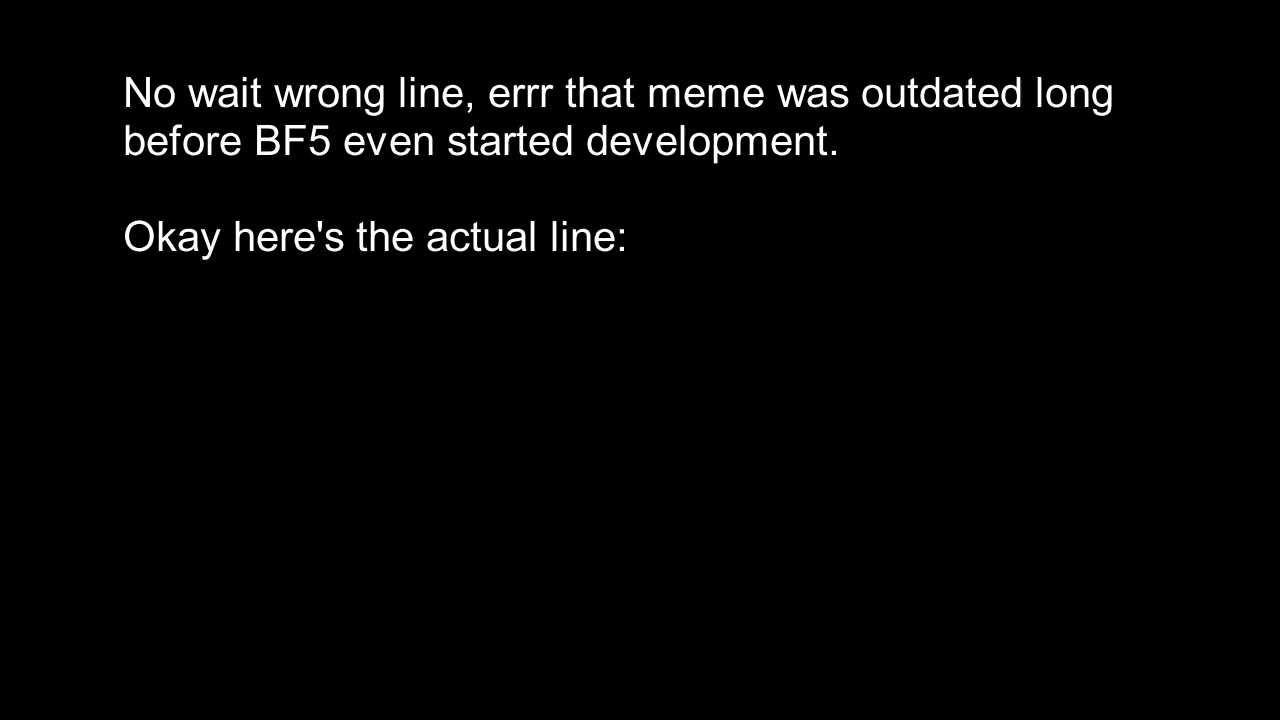 No wait wrong line, errr that meme was outdated long
before BF5 even started development.
Okay here's the actual line: